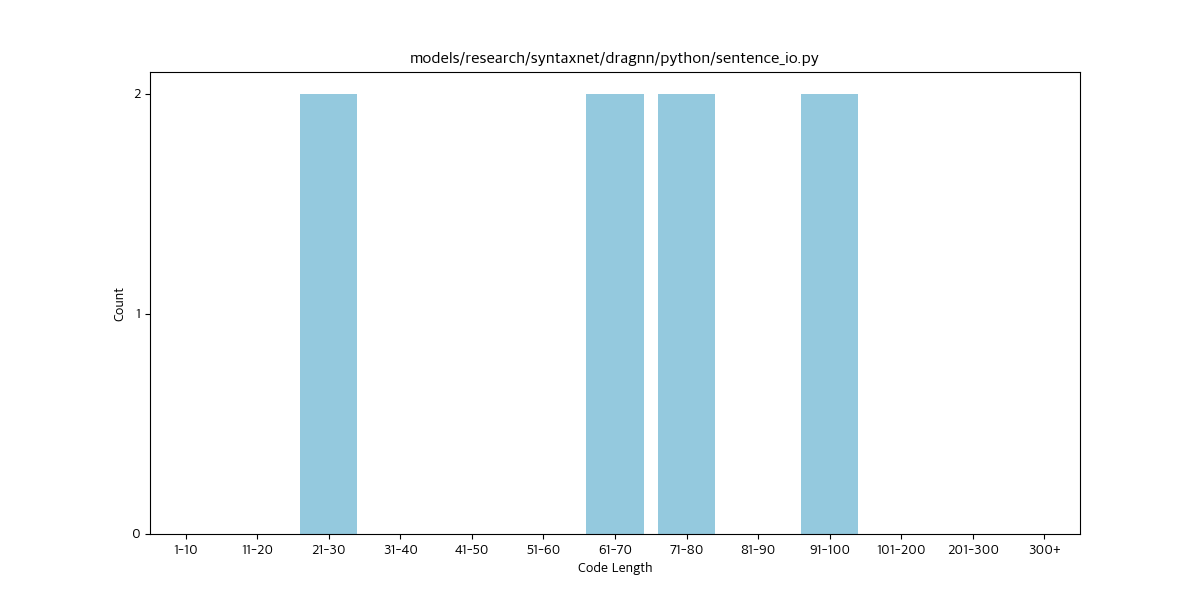 models/research/syntaxnet/dragnn/python/sentence_io.py
2
1
0
Count
1-10 11-20 21-30 31-40 41-50 51-60 61-70 71-80 81-90 91-100 101-200 201-300 300+
Code Length